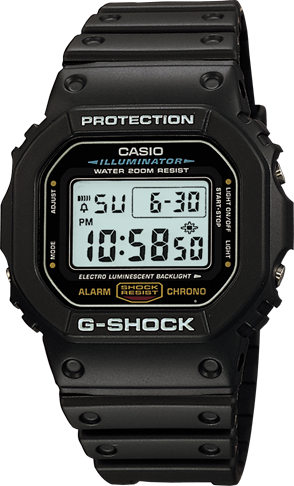 PROTECTION
CASIO
ILLUMINATOR
WATER 200M RESIST
ADJUST
MODE
LIGHT ON/OFF
START·STOP
LIGHT
SU 6-30
PM
10:58 50
ELECTRO LUMINESCENT BACKLIGHT
ALARM SHOCK RESIST CHRONO
G-SHOCK